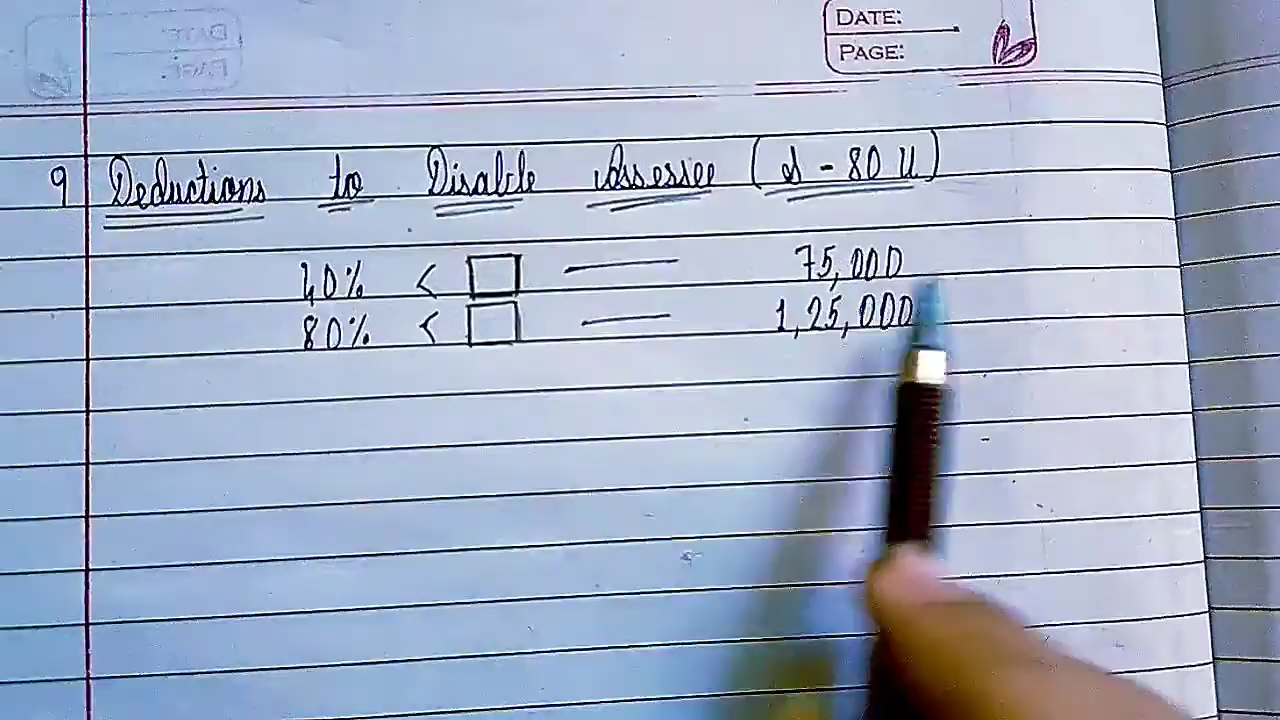 DATE:
PAGE:
9 Deductions to Disable Assessee (S-80 U)
40% < □ — 75,000
80% < □ — 1,25,000